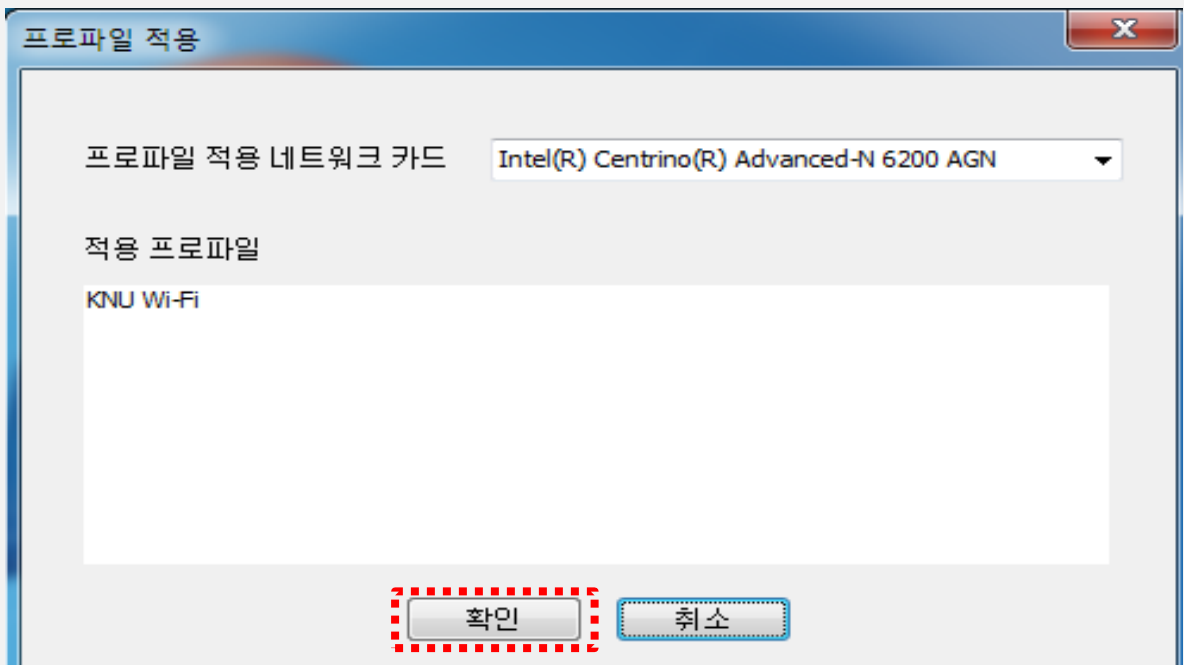 프로파일 적용
프로파일 적용 네트워크 카드 Intel(R) Centrino(R) Advanced-N 6200 AGN
적용 프로파일
KNU Wi-Fi
확인 취소